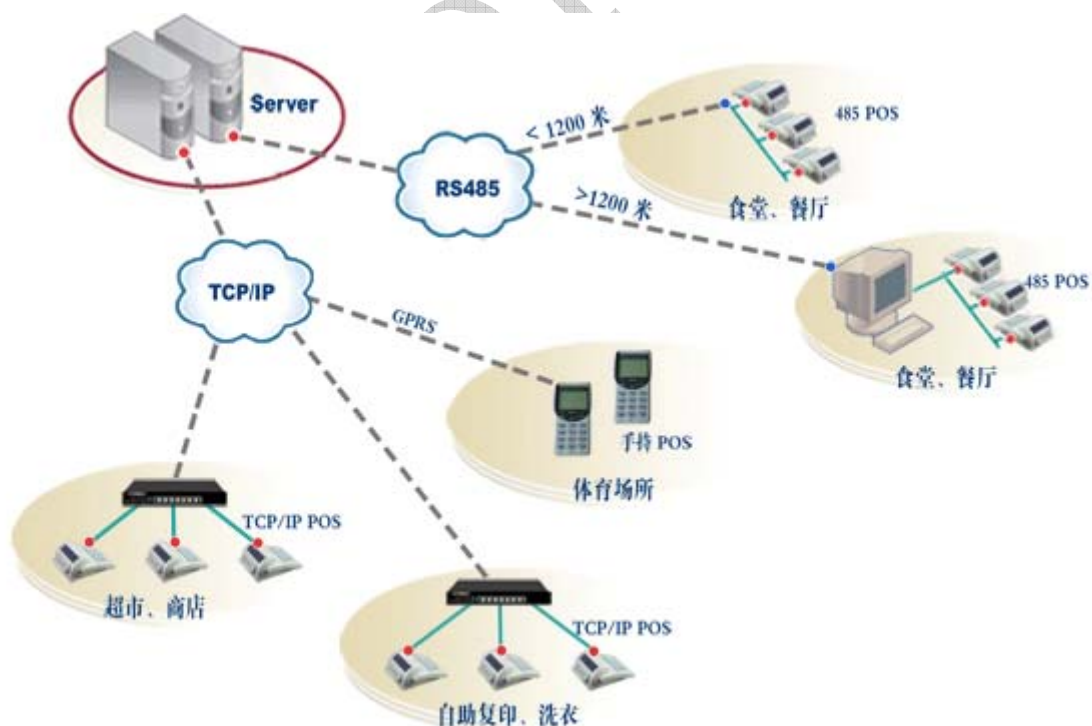 Server
< 1200 米
485 POS
RS485
食堂、餐厅
>1200 米
TCP/IP
485 POS
GPRS
食堂、餐厅
手持 POS
体育场所
TCP/IP POS
超市、商店
TCP/IP POS
自助复印、洗衣